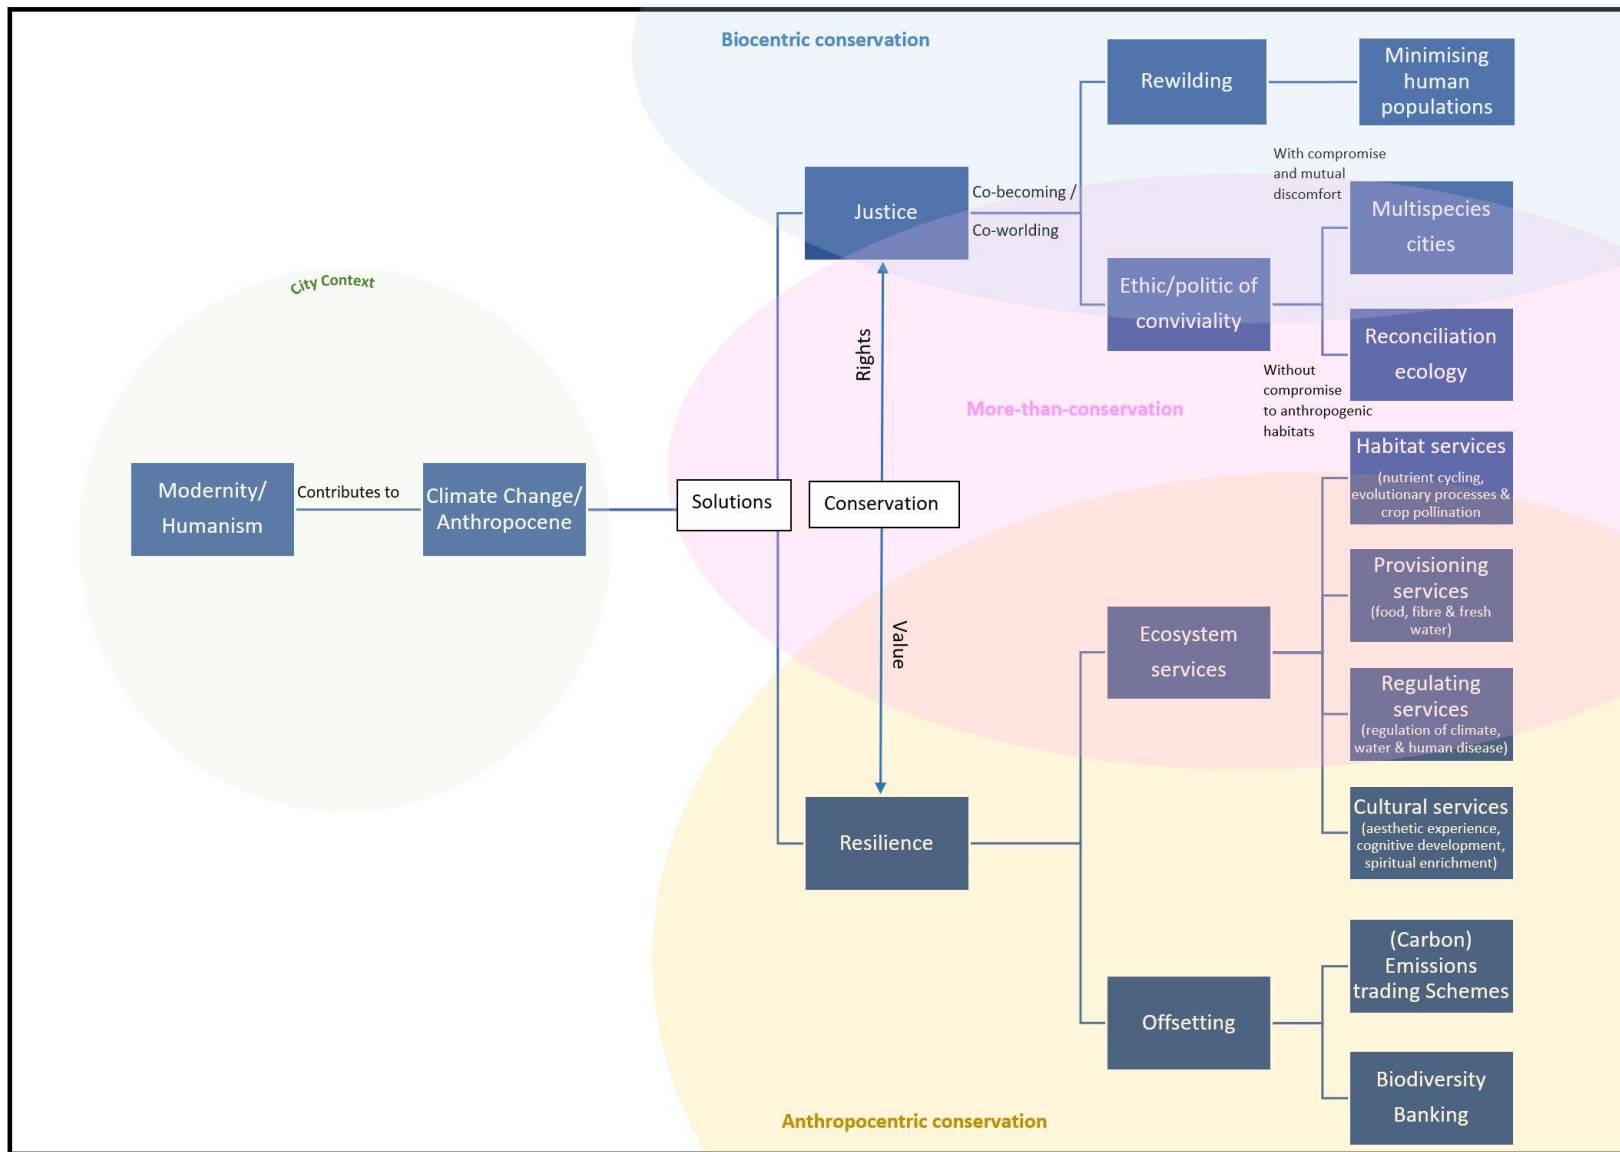 Biocentric conservation
Rewilding
Minimising
human
populations
Justice
Co-becoming /
Co-worlding
With compromise
and mutual
discomfort
Multispecies
cities
Ethic/politic of
conviviality
Reconciliation
ecology
Without
compromise
to anthropogenic
habitats
City Context
Rights
More-than-conservation
Modernity/
Humanism
Contributes to
Climate Change/
Anthropocene
Solutions
Conservation
Value
Habitat services
(nutrient cycling,
evolutionary processes &
crop pollination
Provisioning
services
(food, fibre & fresh
water)
Ecosystem
services
Regulating
services
(regulation of climate,
water & human disease)
Resilience
Cultural services
(aesthetic experience,
cognitive development,
spiritual enrichment)
(Carbon)
Emissions
trading Schemes
Offsetting
Biodiversity
Banking
Anthropocentric conservation